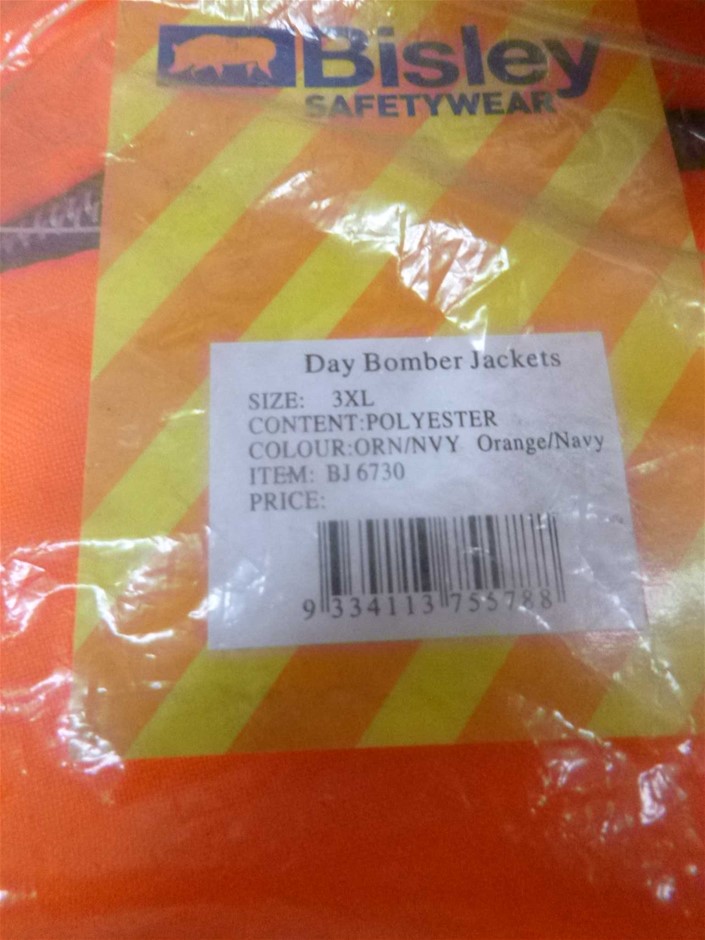 Bisley
SAFETYWEAR
Day Bomber Jackets
SIZE: 3XL
CONTENT:POLYESTER
COLOUR:ORN/NVY Orange/Navy
ITEM: BJ 6730
PRICE:
9 334113 755788